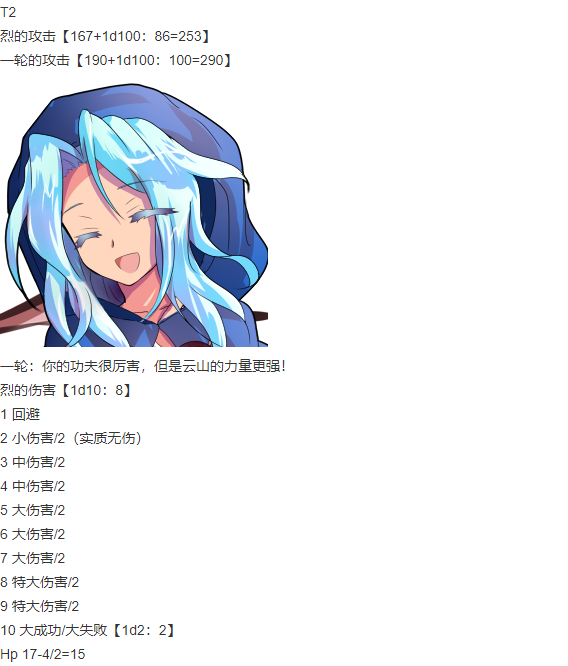 T2
烈的攻击【167+1d100：86=253】
一轮的攻击【190+1d100：100=290】
一轮：你的功夫很厉害，但是云山的力量更强！
烈的伤害【1d10：8】
1 回避
2 小伤害/2（实质无伤）
3 中伤害/2
4 中伤害/2
5 大伤害/2
6 大伤害/2
7 大伤害/2
8 特大伤害/2
9 特大伤害/2
10 大成功/大失败【1d2：2】
Hp 17-4/2=15